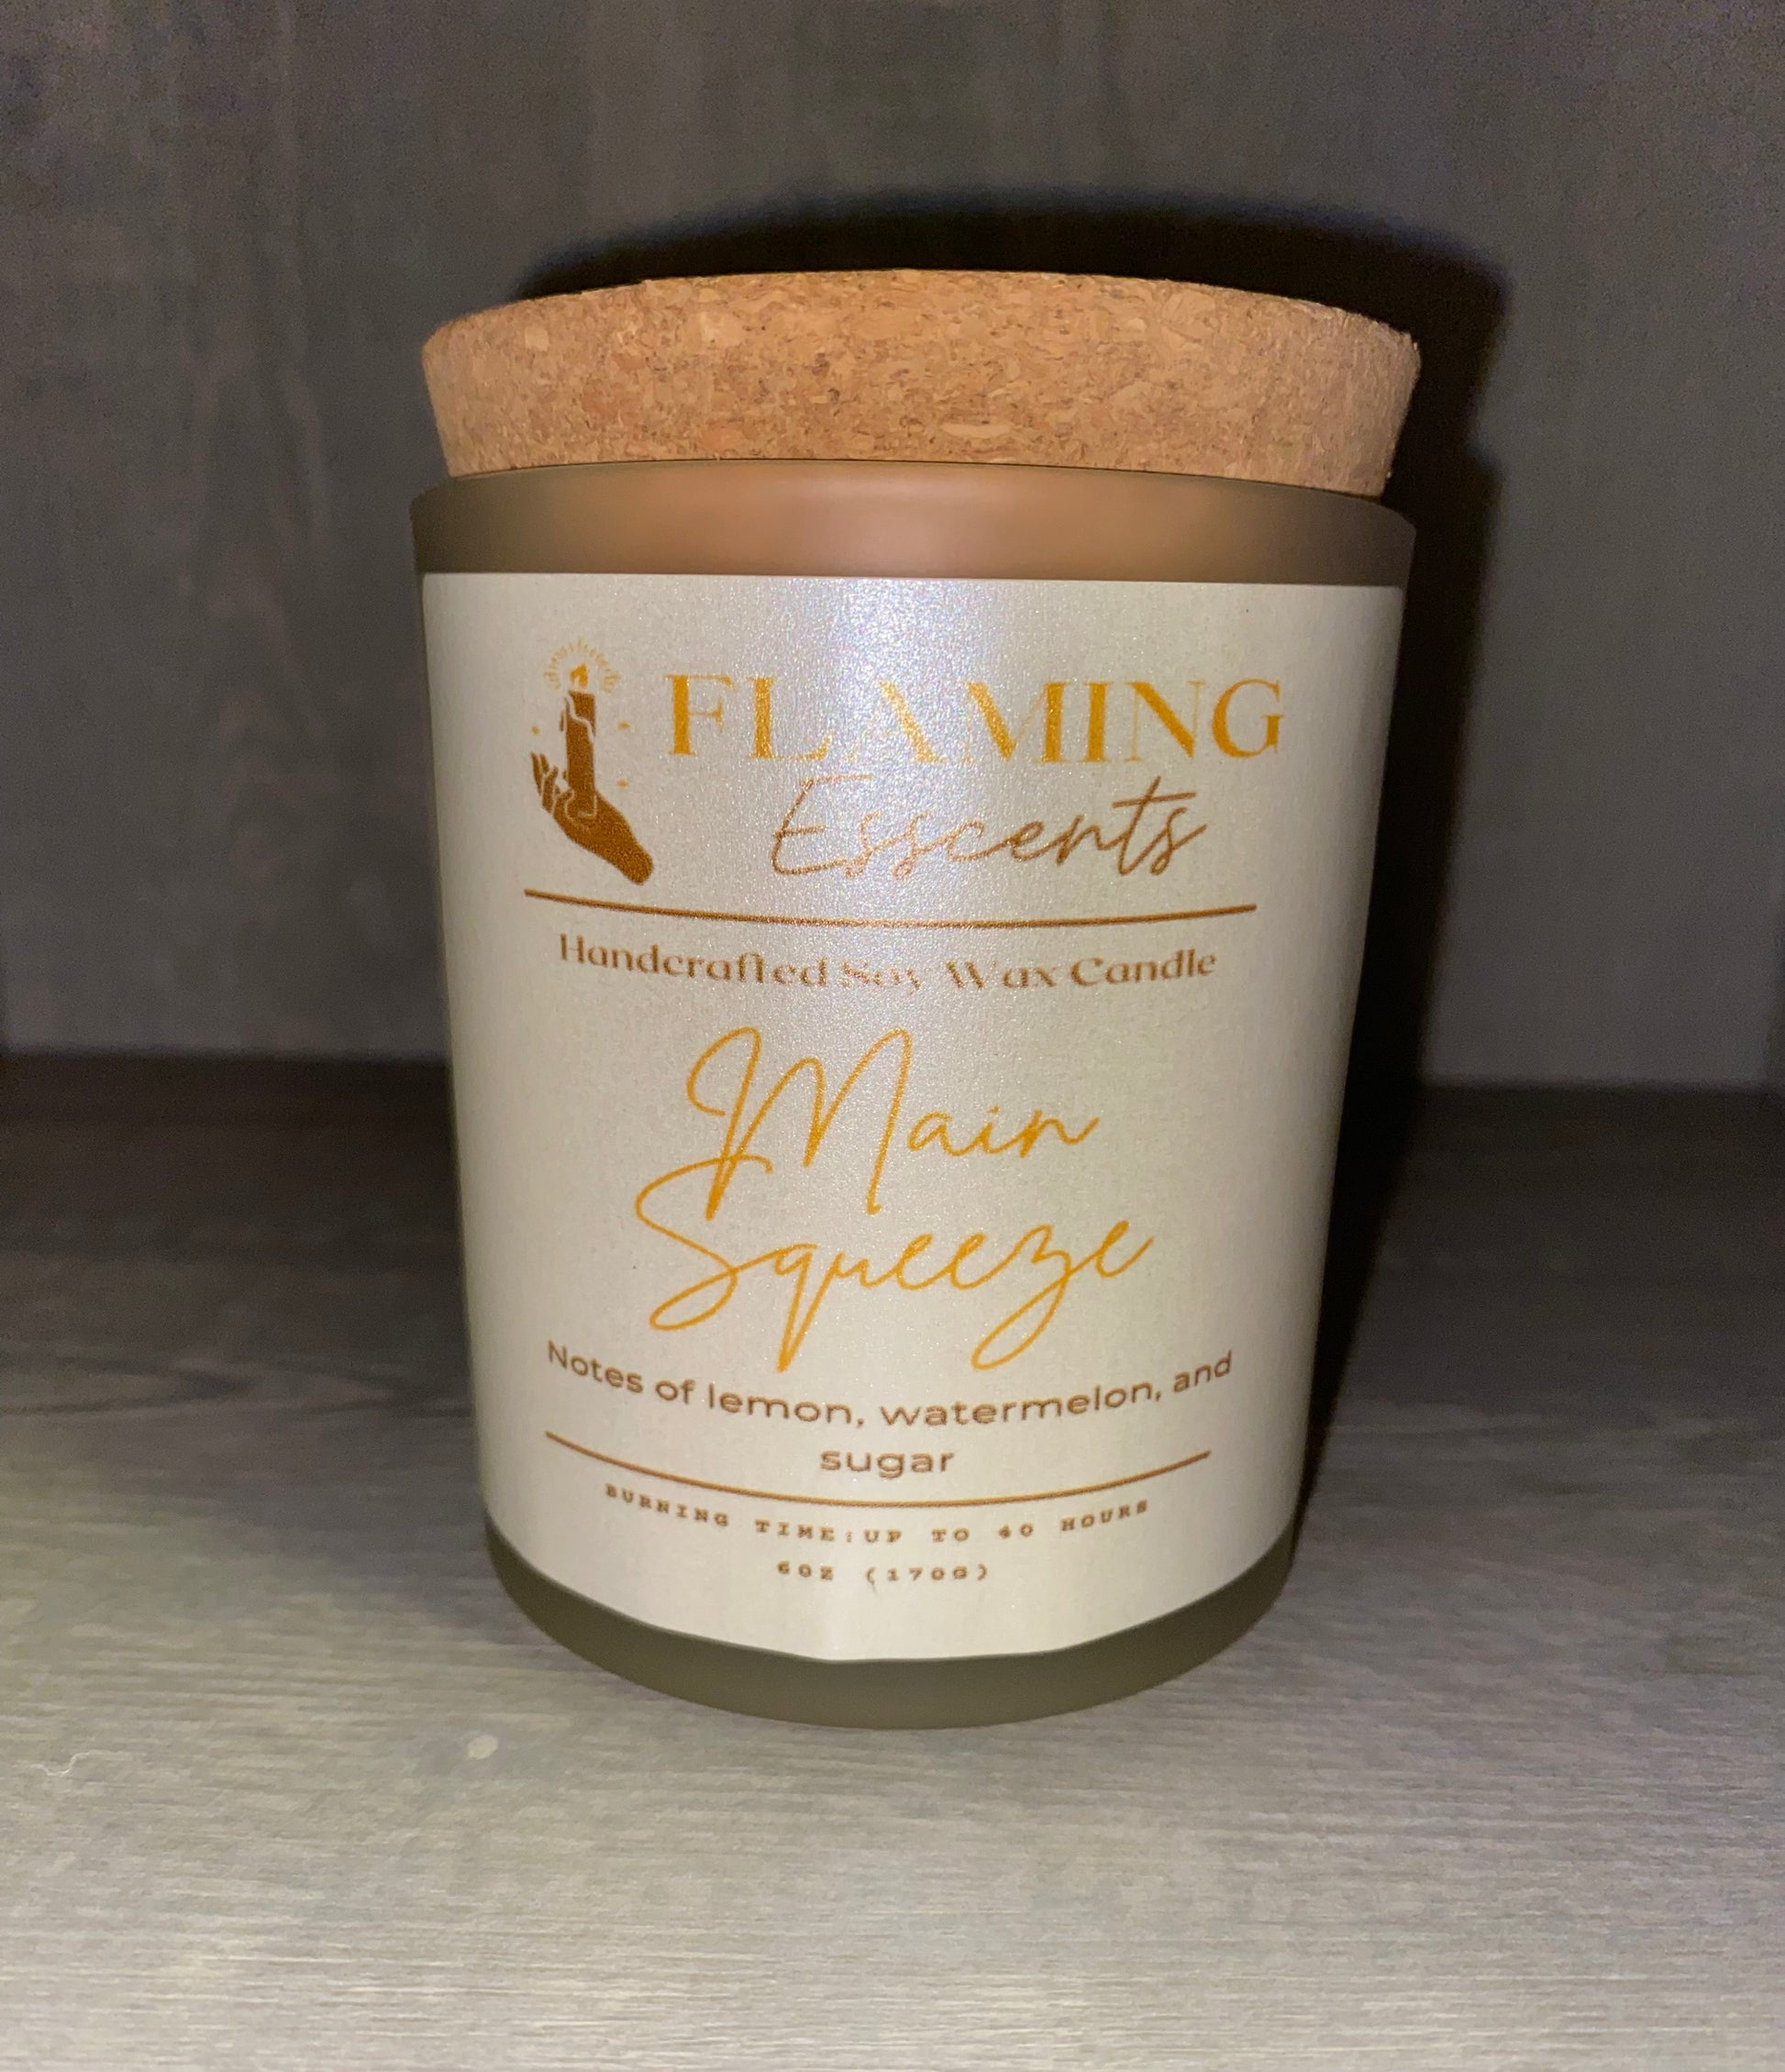 FLAMING
Esscents
Handcrafted Soy Wax Candle
Main
Squeeze
Notes of lemon, watermelon, and
sugar
BURNING TIME:UP TO 40 HOURS
6OZ (170G)